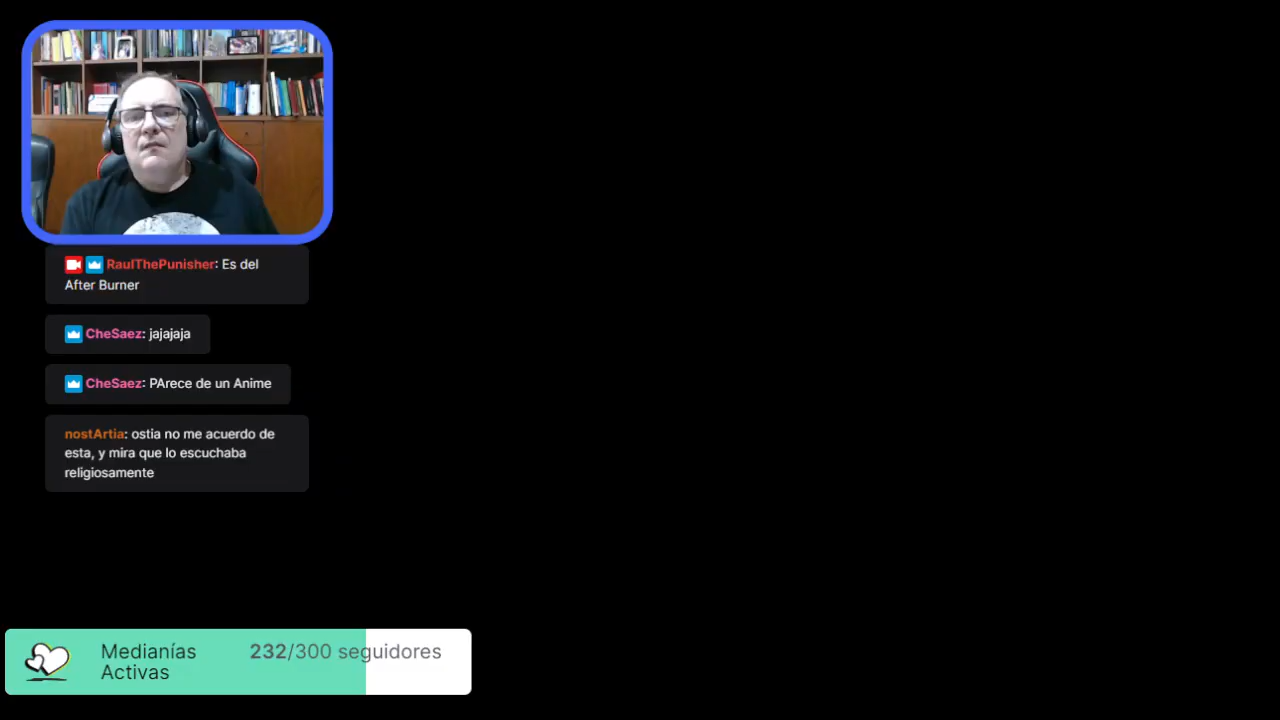 RaulThePunisher: Es del
After Burner
CheSaez: jajajaja
CheSaez: PArece de un Anime
nostArtia: ostia no me acuerdo de
esta, y mira que lo escuchaba
religiosamente
Medianías 232/300 seguidores
Activas